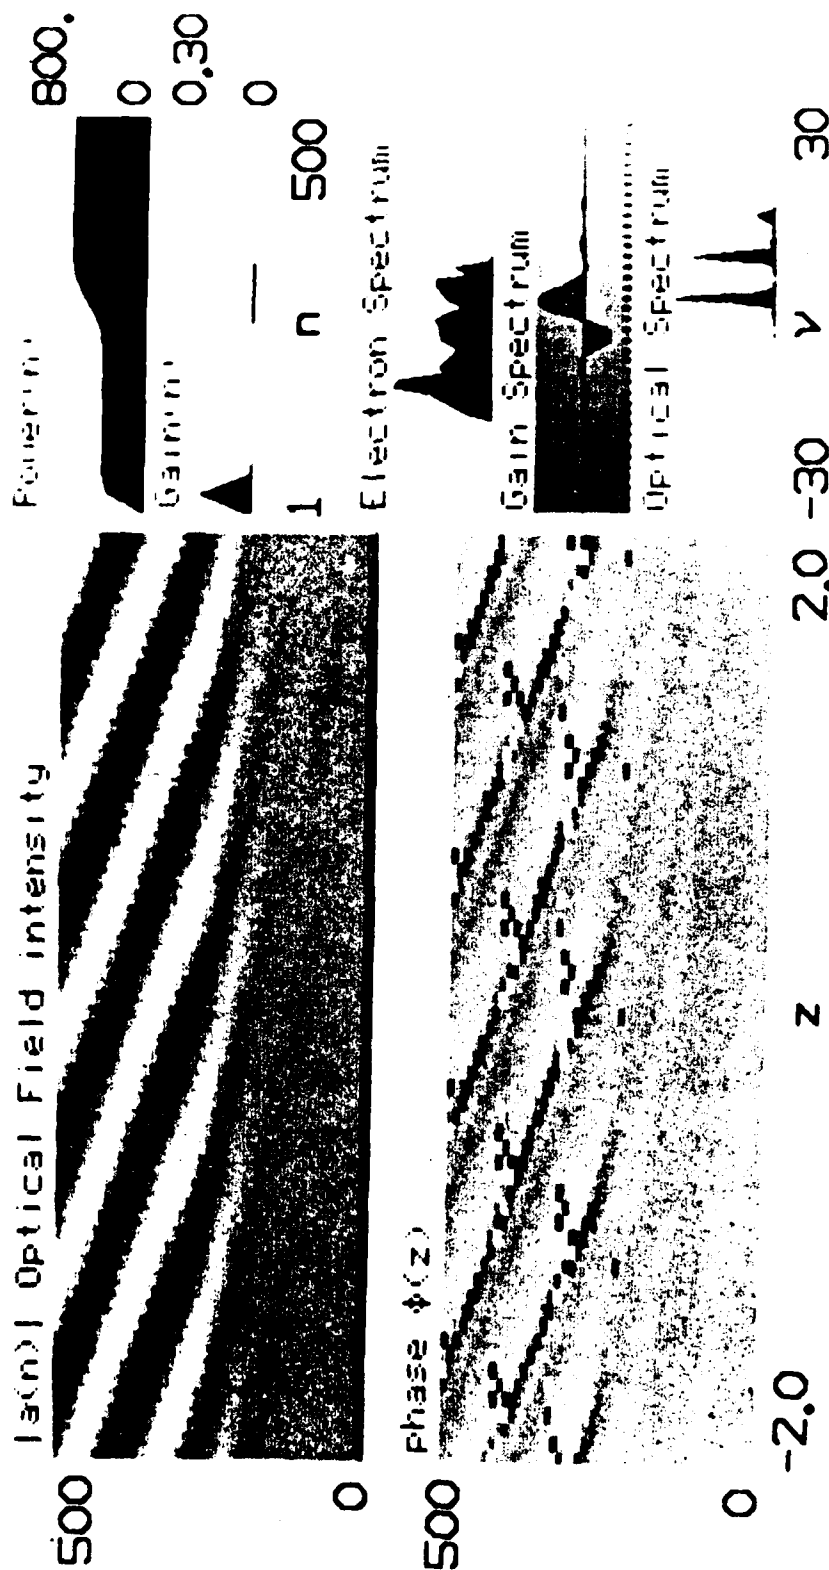 |a(n)| Optical Field intensity
500
0
Phase ϕ(z)
500
0
-2.0 z 2.0
Power(n)
800.
0
Gain(n)
0.30
0
1 n 500
Electron Spectrum
Gain Spectrum
Optical Spectrum
-30 ν 30